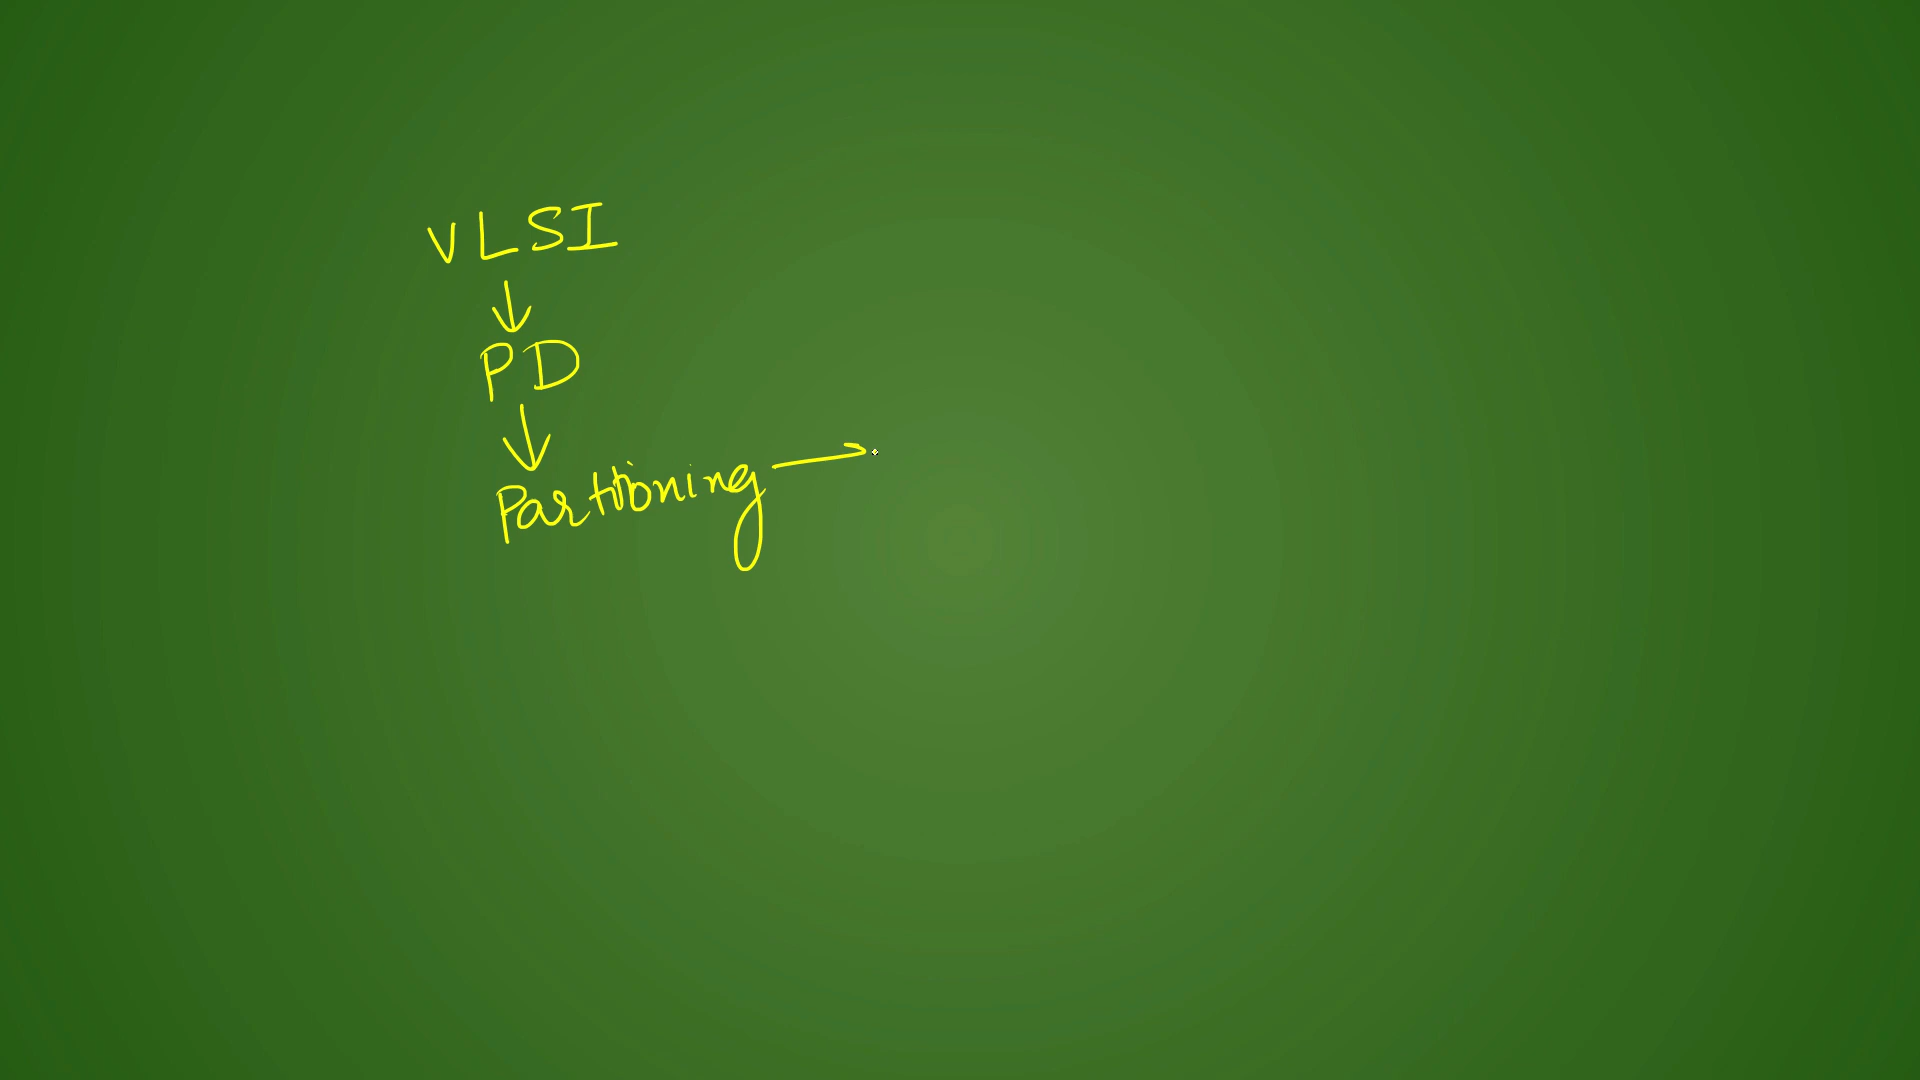 VLSI
↓
PD
↓
Partitioning →